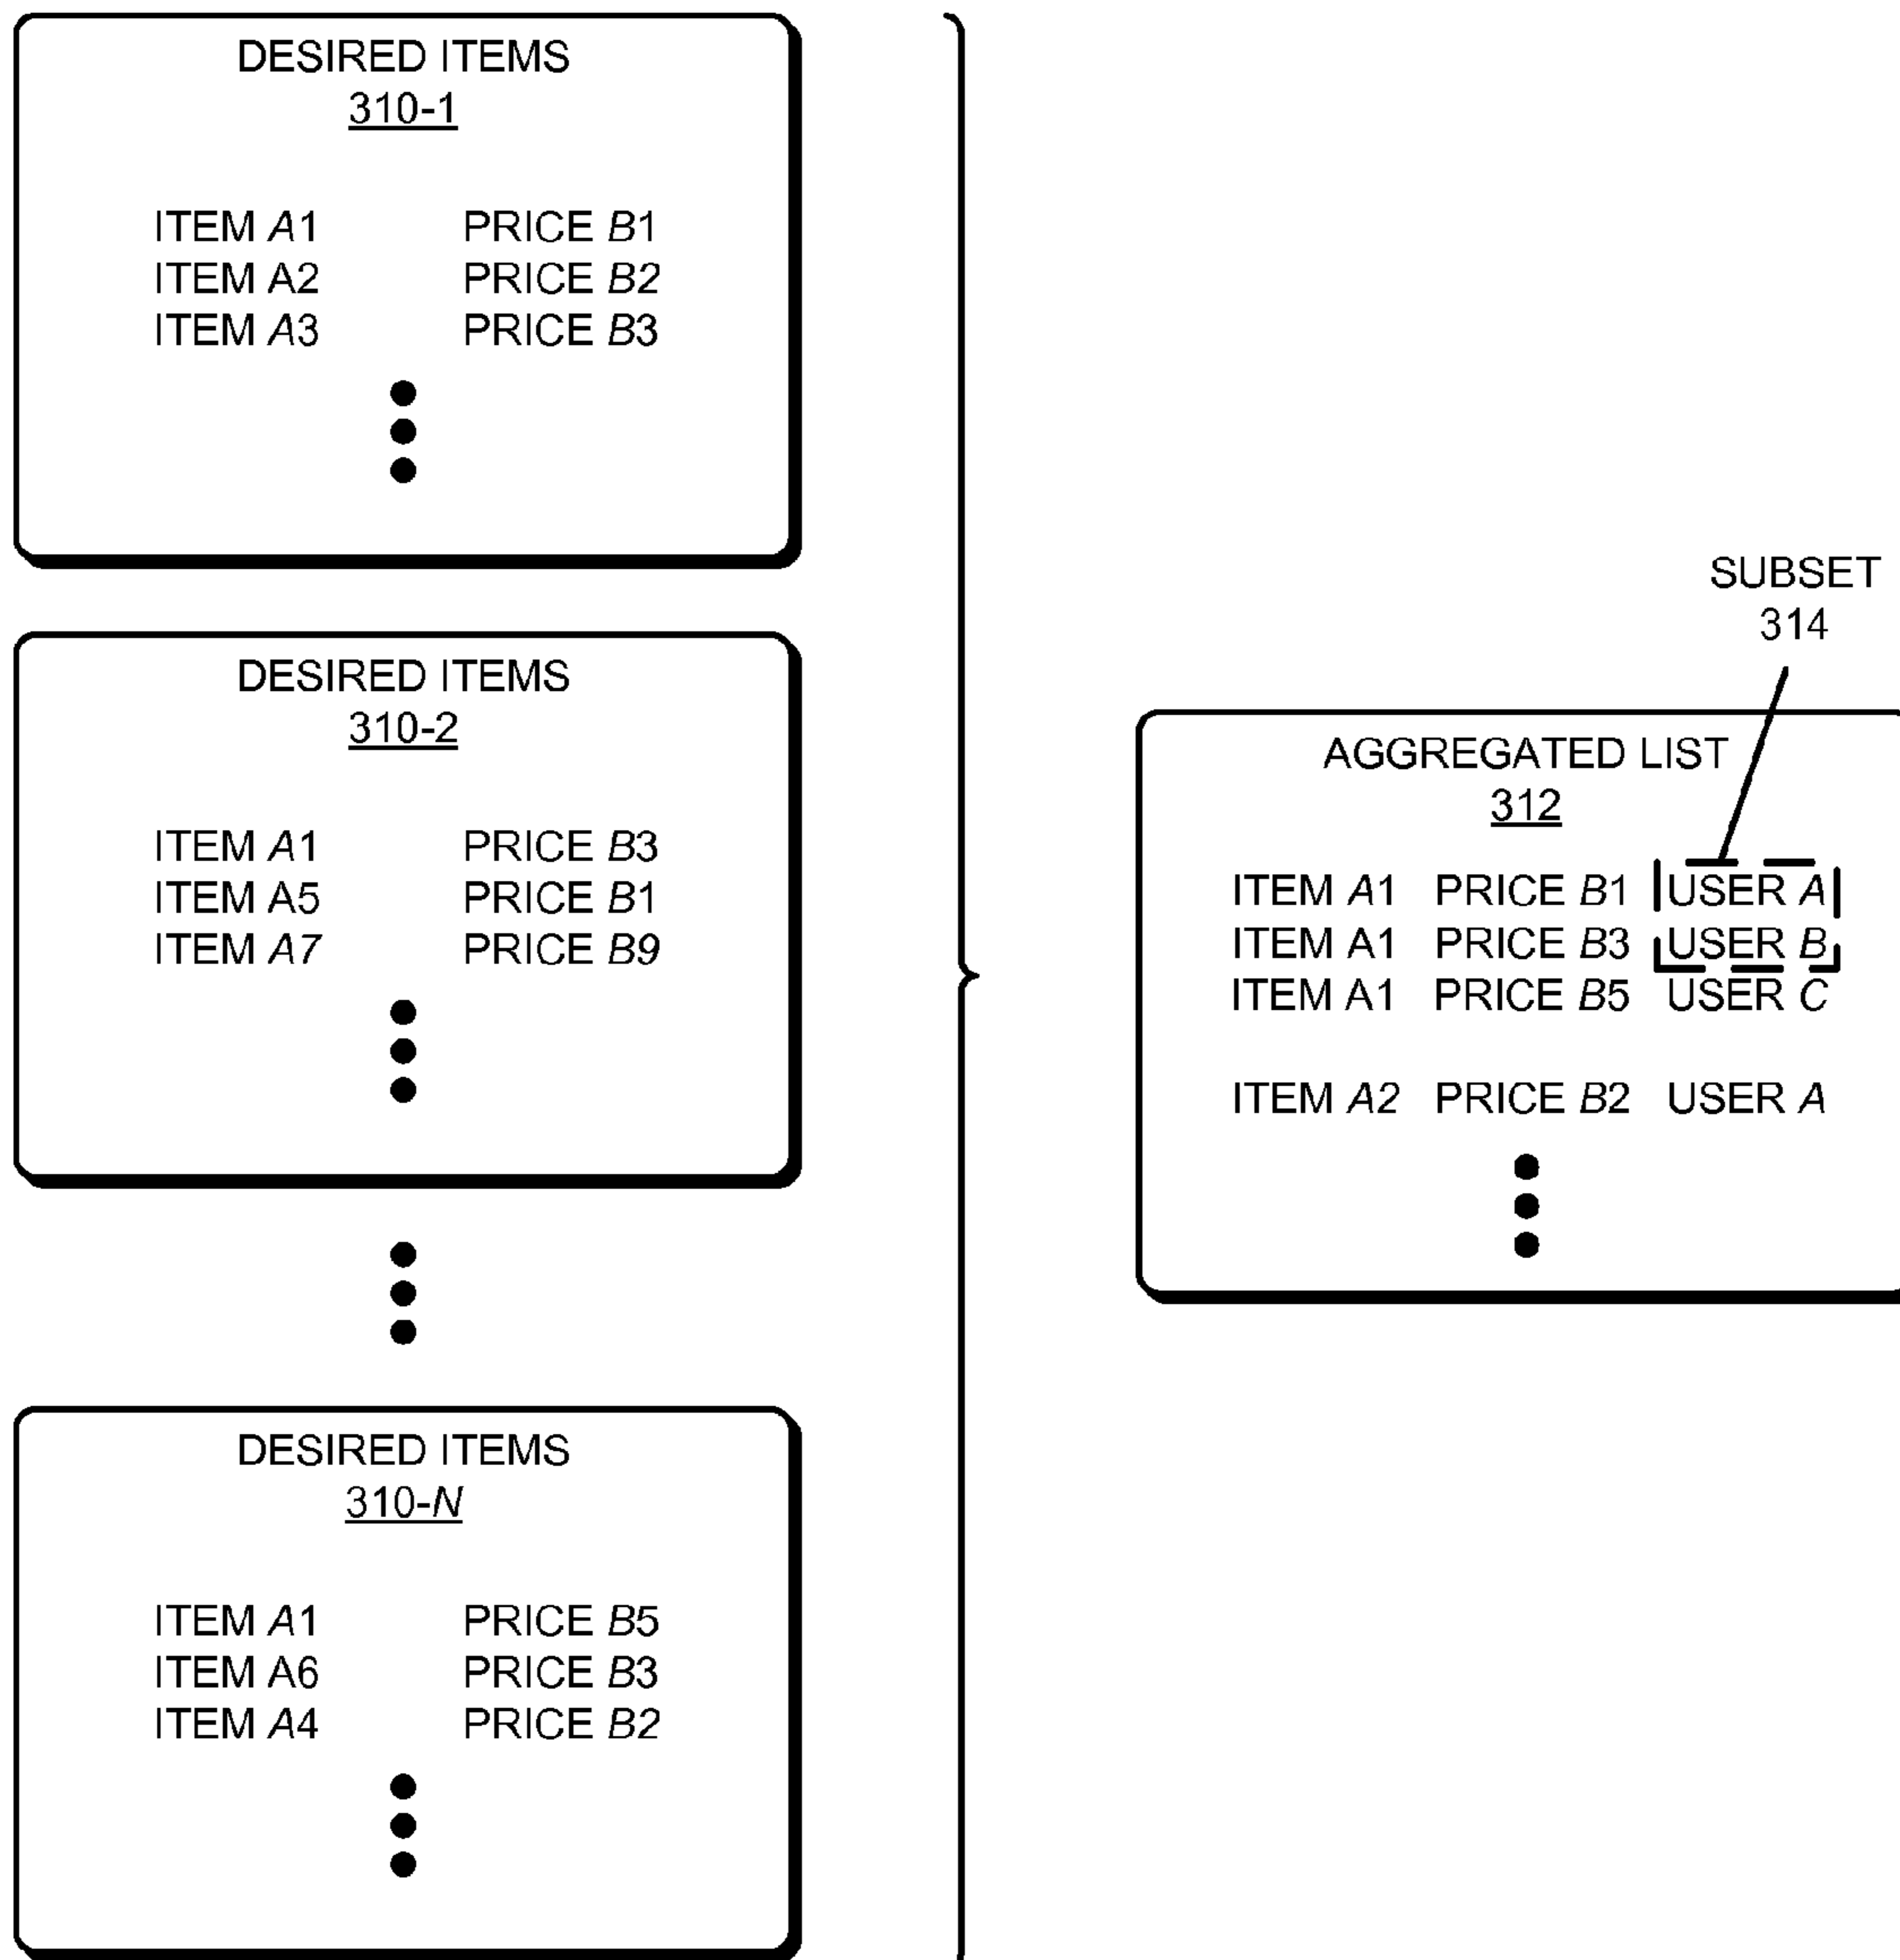 DESIRED ITEMS
310-1
ITEM A1 PRICE B1
ITEM A2 PRICE B2
ITEM A3 PRICE B3
DESIRED ITEMS
310-2
ITEM A1 PRICE B3
ITEM A5 PRICE B1
ITEM A7 PRICE B9
DESIRED ITEMS
310-N
ITEM A1 PRICE B5
ITEM A6 PRICE B3
ITEM A4 PRICE B2
SUBSET
314
AGGREGATED LIST
312
ITEM A1 PRICE B1 USER A
ITEM A1 PRICE B3 USER B
ITEM A1 PRICE B5 USER C
ITEM A2 PRICE B2 USER A